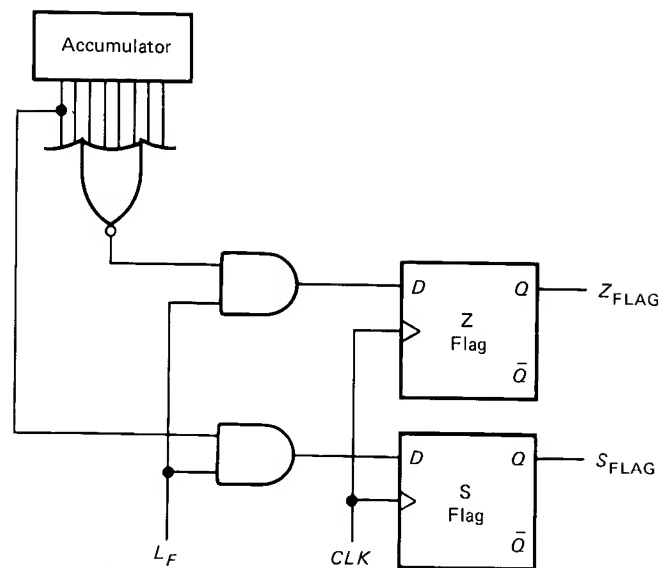 Accumulator
D Q Z_FLAG
Z
Flag
Q̅
D Q S_FLAG
S
Flag
Q̅
L_F CLK